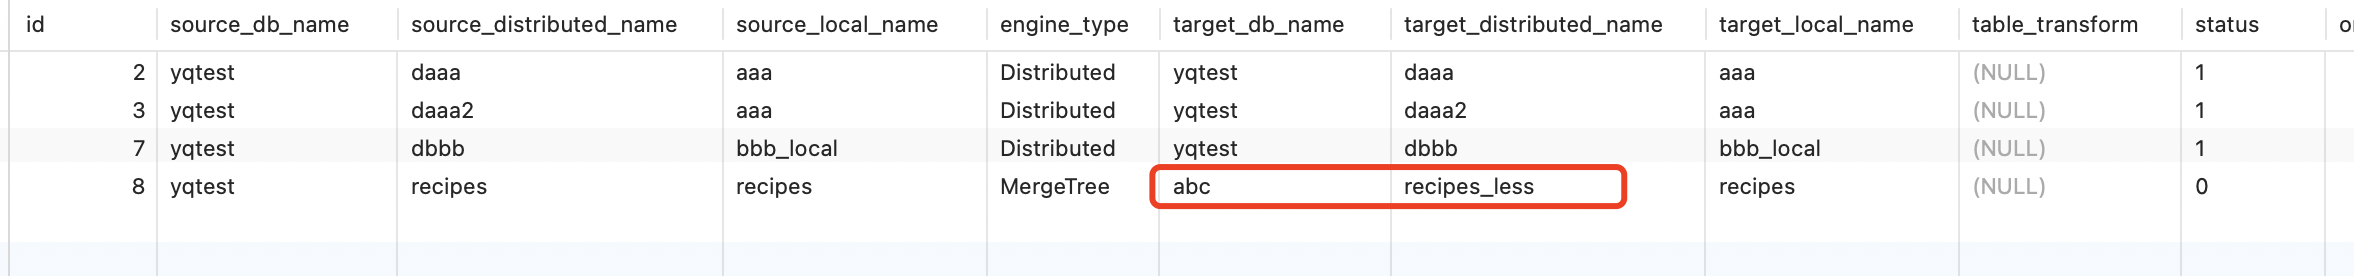 id source_db_name source_distributed_name source_local_name engine_type target_db_name target_distributed_name target_local_name table_transform status
2 yqtest daaa aaa Distributed yqtest daaa aaa (NULL) 1
3 yqtest daaa2 aaa Distributed yqtest daaa2 aaa (NULL) 1
7 yqtest dbbb bbb_local Distributed yqtest dbbb bbb_local (NULL) 1
8 yqtest recipes recipes MergeTree abc recipes_less recipes (NULL) 0